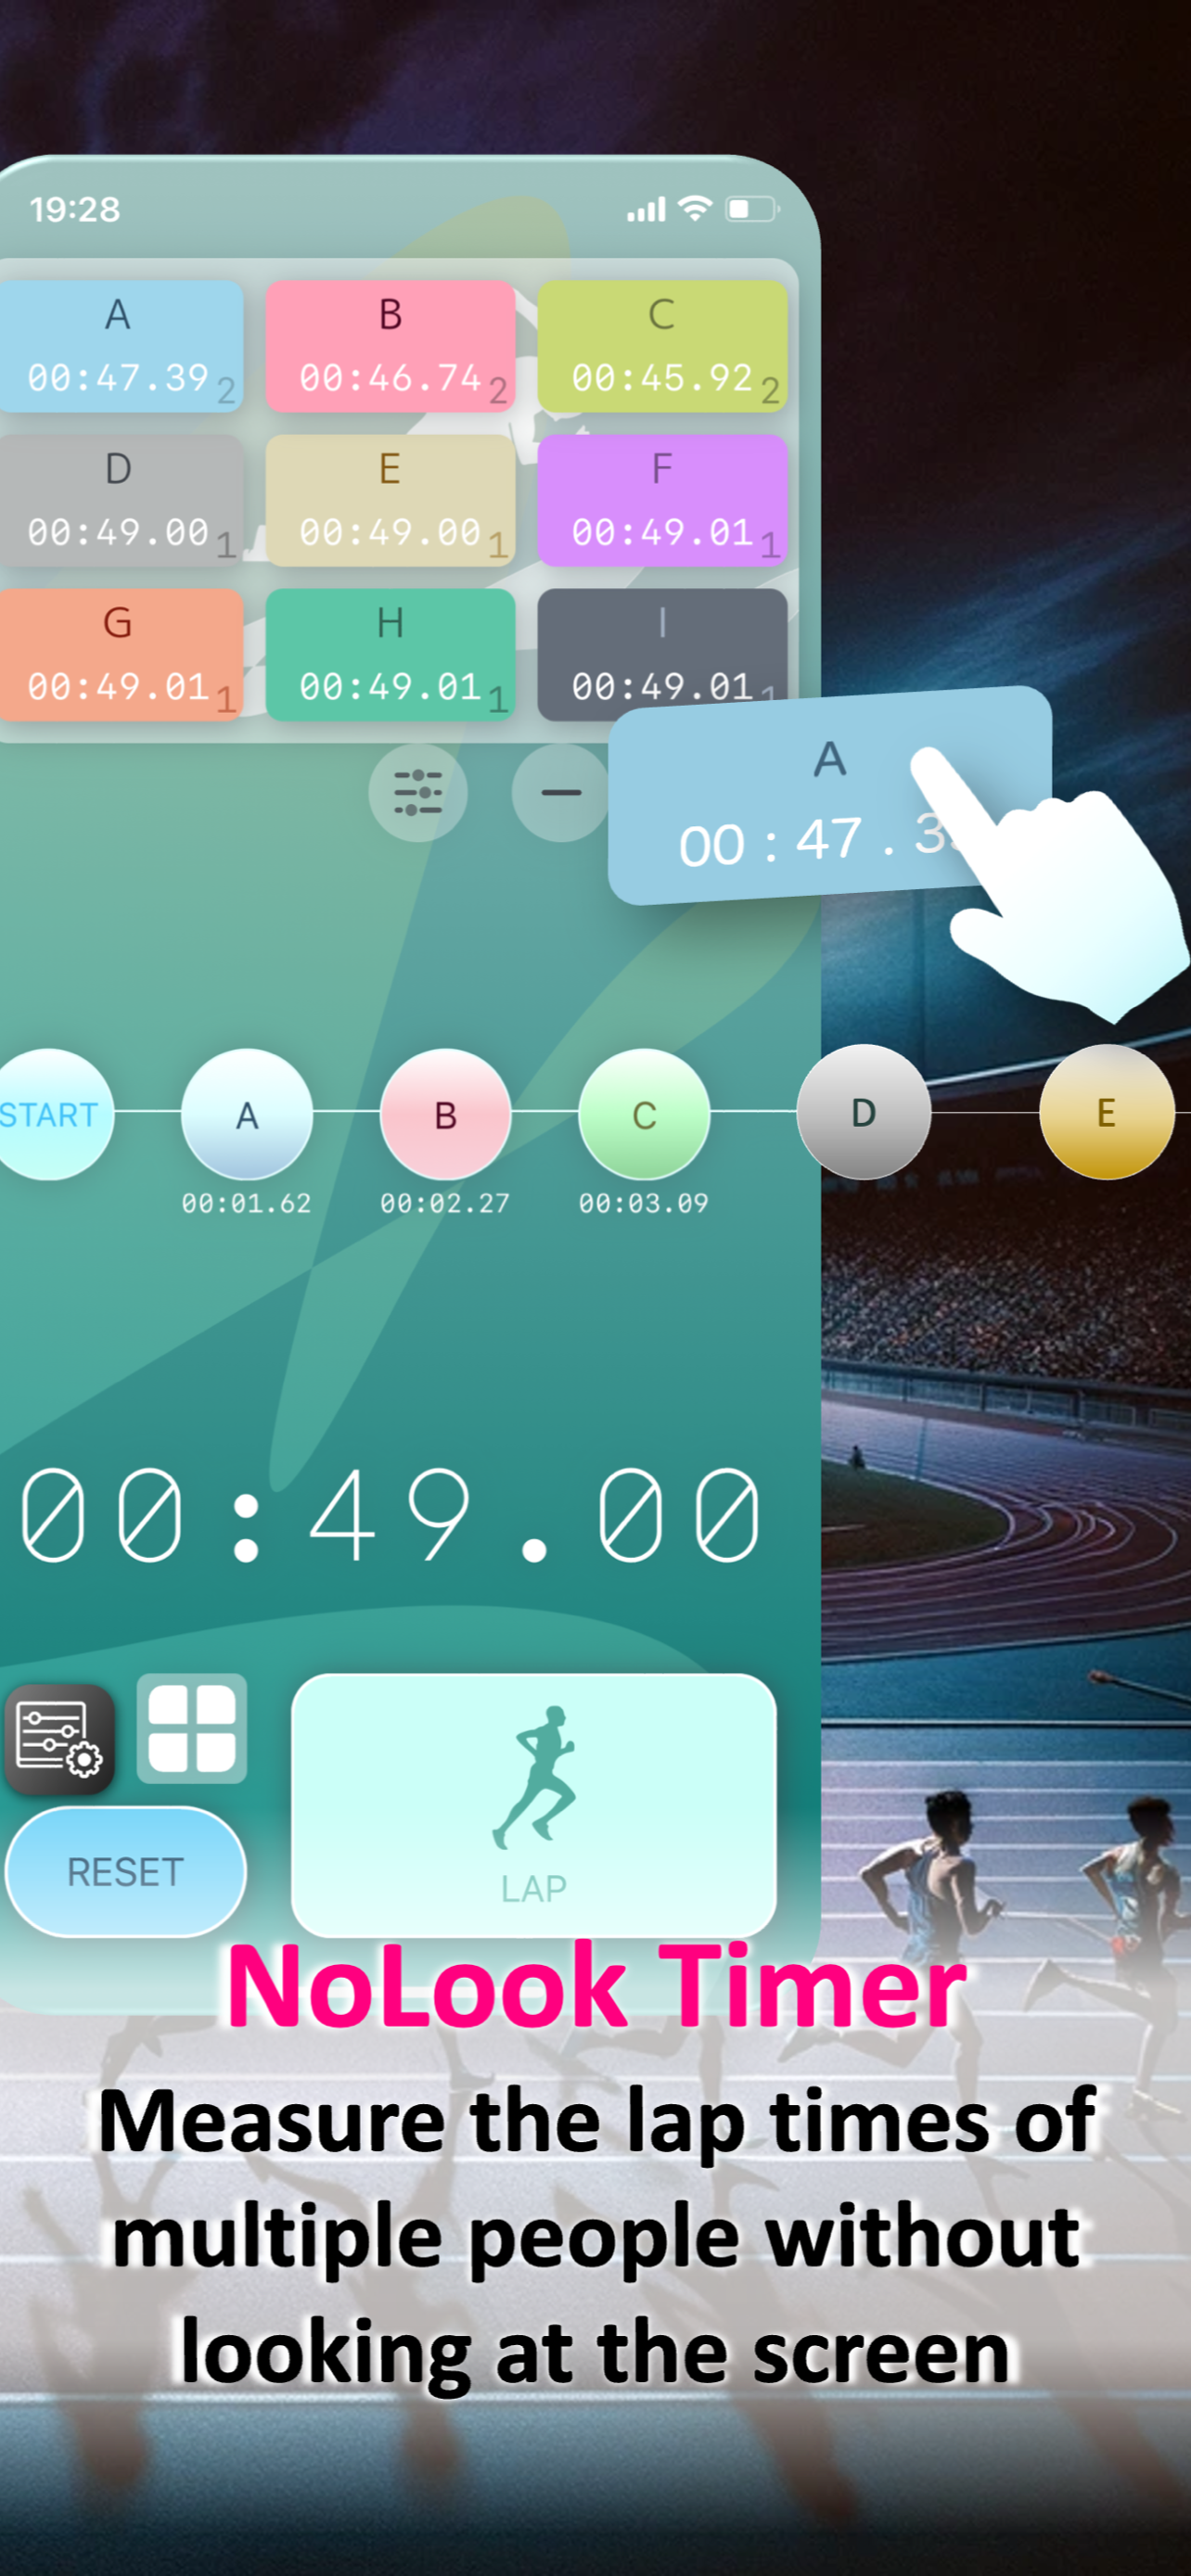 19:28
A B C
00:47.39 2 00:46.74 2 00:45.92 2
D E F
00:49.00 1 00:49.00 1 00:49.01 1
G H I
00:49.01 1 00:49.01 1 00:49.01 1
A
00 : 47 . 3
START A B C D E
00:01.62 00:02.27 00:03.09
00:49.00
RESET
LAP
NoLook Timer
Measure the lap times of
multiple people without
looking at the screen